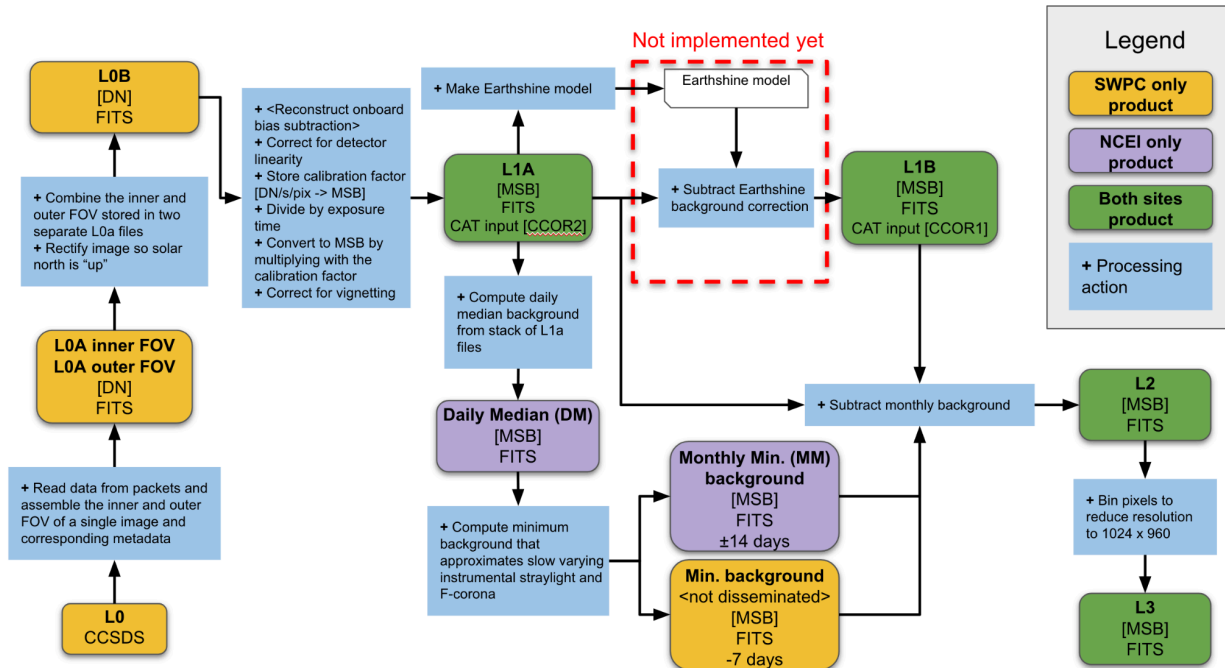 Not implemented yet
Legend
SWPC only
product
NCEI only
product
Both sites
product
+ Processing
action
L0B
[DN]
FITS
+ Combine the inner and
outer FOV stored in two
separate L0a files
+ Rectify image so solar
north is “up”
L0A inner FOV
L0A outer FOV
[DN]
FITS
+ Read data from packets and
assemble the inner and outer
FOV of a single image and
corresponding metadata
L0
CCSDS
+ <Reconstruct onboard
bias subtraction>
+ Correct for detector
linearity
+ Store calibration factor
[DN/s/pix -> MSB]
+ Divide by exposure
time
+ Convert to MSB by
multiplying with the
calibration factor
+ Correct for vignetting
+ Make Earthshine model
Earthshine model
L1A
[MSB]
FITS
CAT input [CCOR2]
+ Subtract Earthshine
background correction
L1B
[MSB]
FITS
CAT input [CCOR1]
+ Compute daily
median background
from stack of L1a
files
Daily Median (DM)
[MSB]
FITS
+ Compute minimum
background that
approximates slow varying
instrumental straylight and
F-corona
Monthly Min. (MM)
background
[MSB]
FITS
±14 days
Min. background
<not disseminated>
[MSB]
FITS
-7 days
+ Subtract monthly background
L2
[MSB]
FITS
+ Bin pixels to
reduce resolution
to 1024 x 960
L3
[MSB]
FITS